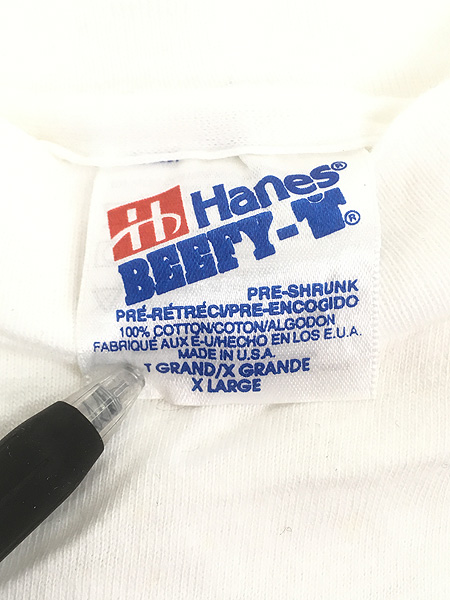 Hanes®
BEEFY-T®
PRE-SHRUNK
PRÉ-RÉTRÉCI/PRE-ENCOGIDO
100% COTTON/COTON/ALGODON
FABRIQUÉ AUX É-U/HECHO EN LOS E.U.A.
MADE IN U.S.A.
T GRAND/X GRANDE
X LARGE